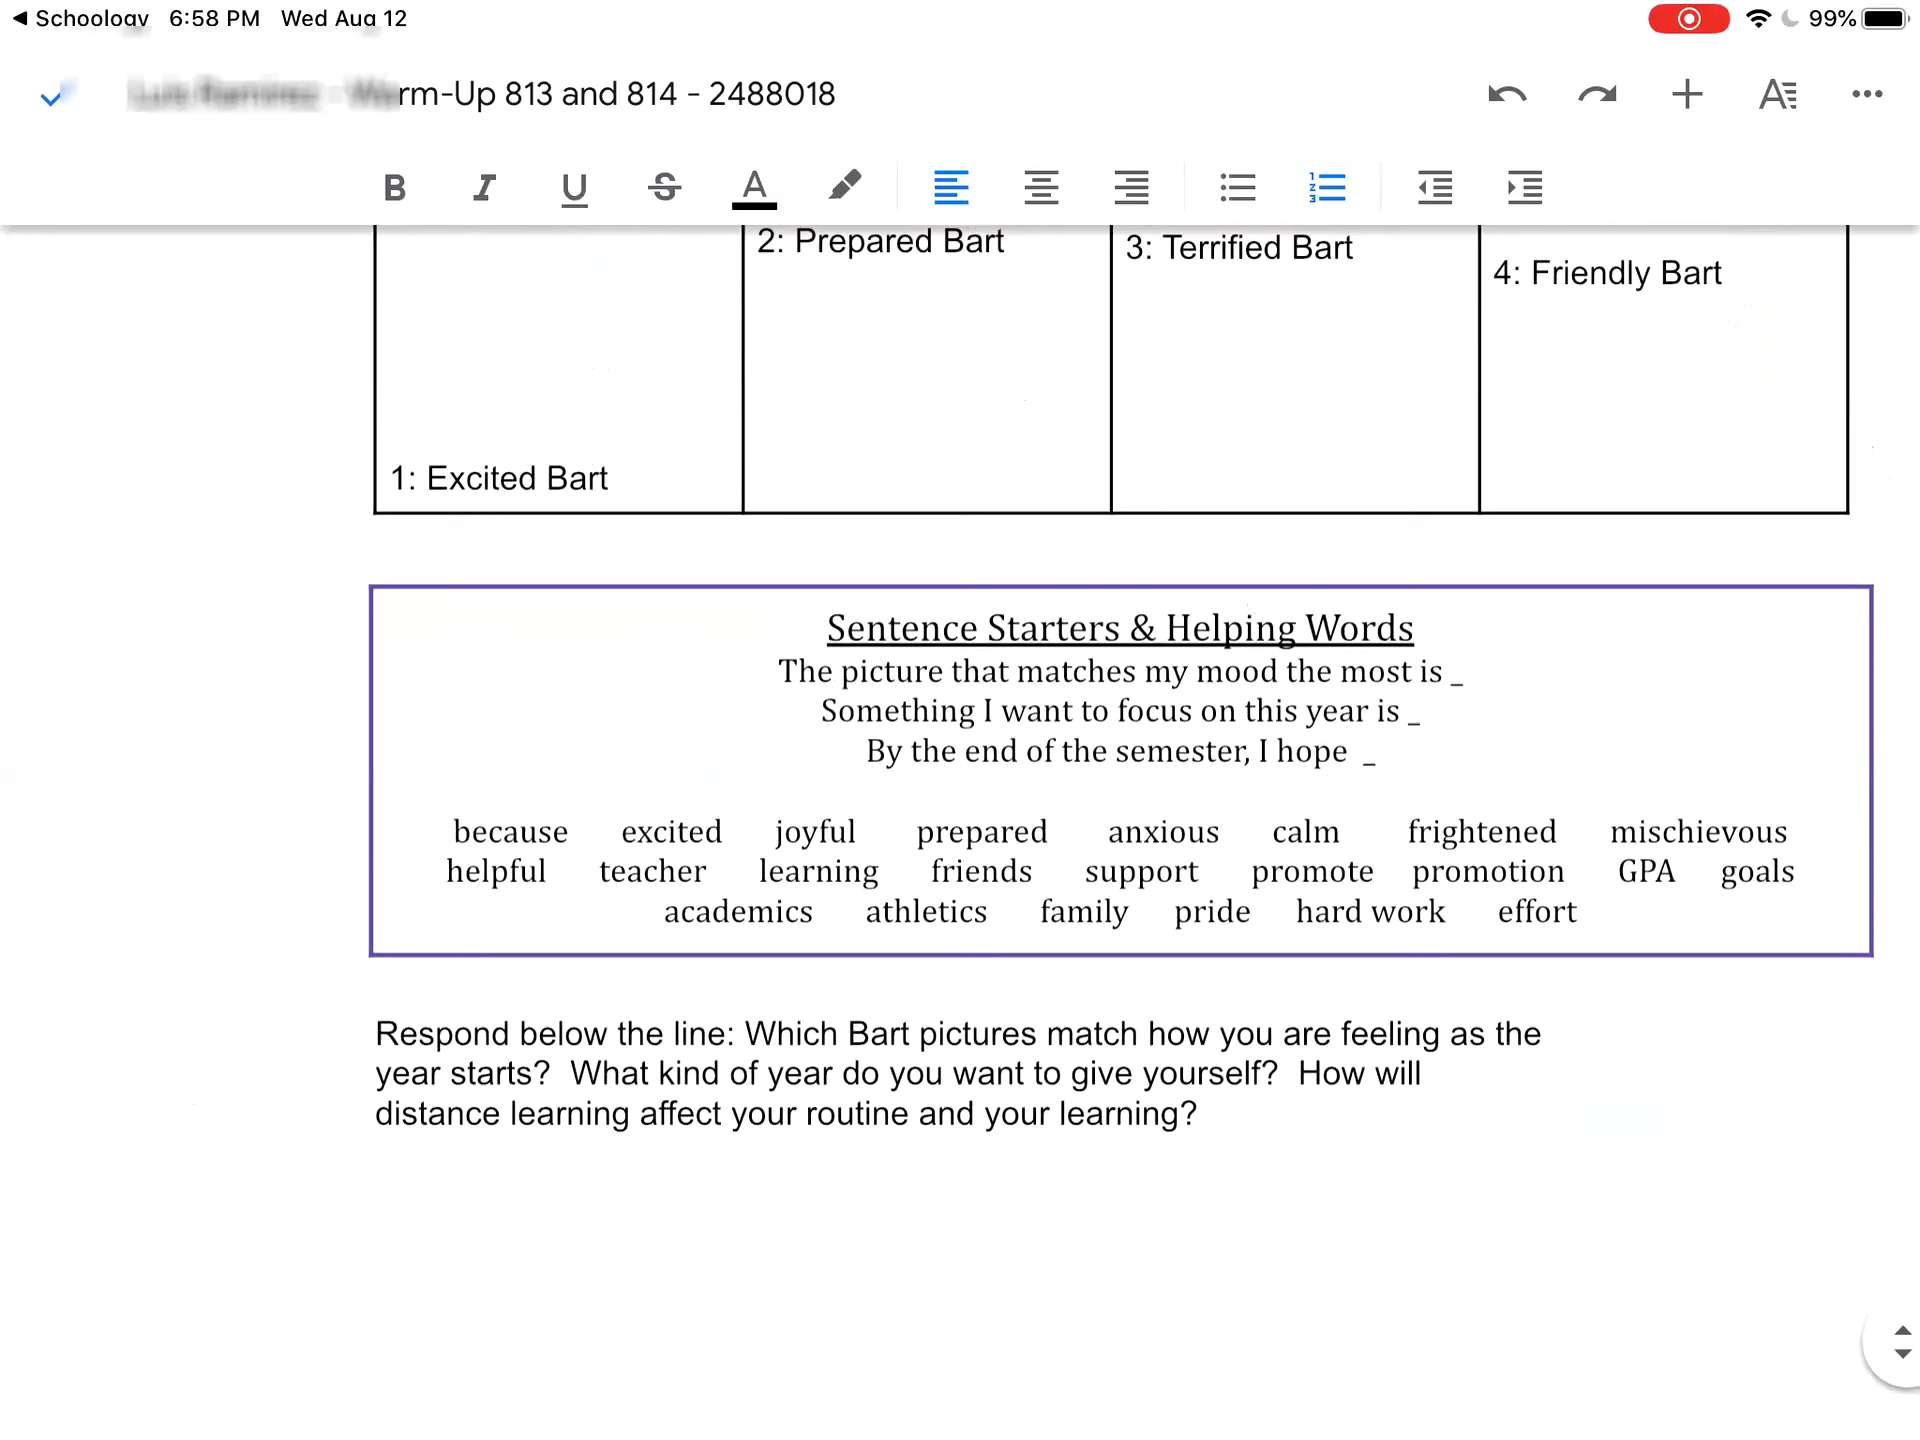 Schoology 6:58 PM Wed Aug 12
99%
rm-Up 813 and 814 - 2488018
B I U S A
2: Prepared Bart
3: Terrified Bart
4: Friendly Bart
1: Excited Bart
Sentence Starters & Helping Words
The picture that matches my mood the most is _
Something I want to focus on this year is _
By the end of the semester, I hope _
because excited joyful prepared anxious calm frightened mischievous
helpful teacher learning friends support promote promotion GPA goals
academics athletics family pride hard work effort
Respond below the line: Which Bart pictures match how you are feeling as the
year starts?  What kind of year do you want to give yourself?  How will
distance learning affect your routine and your learning?